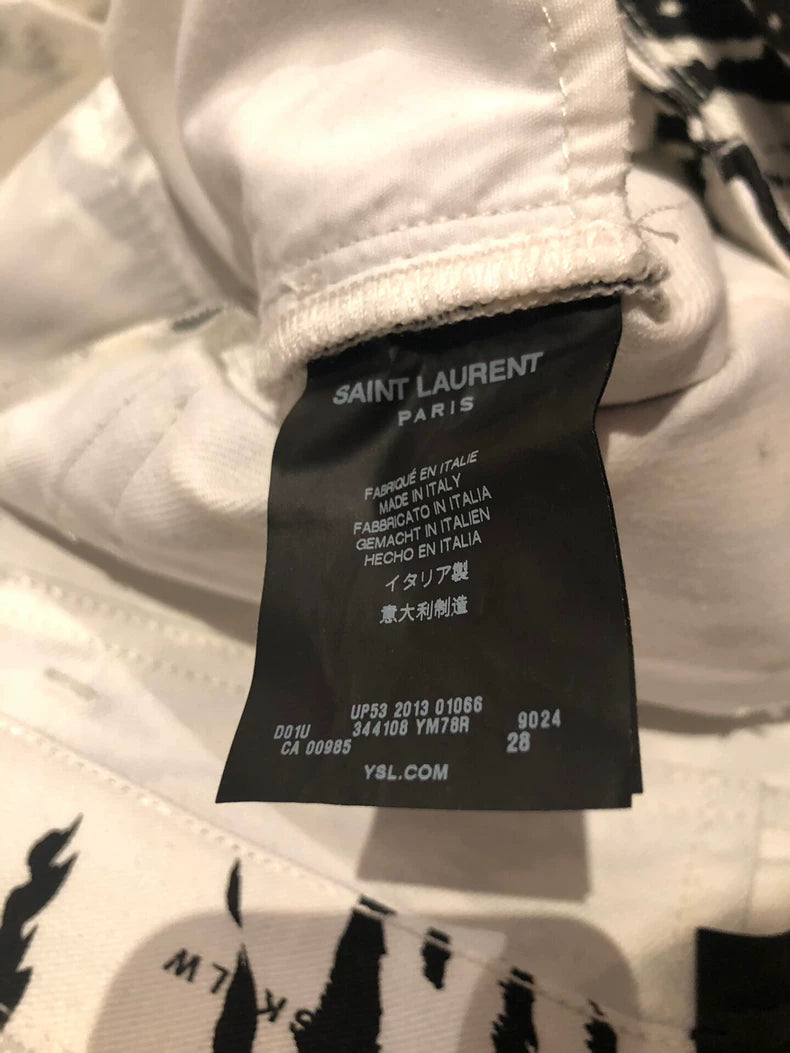 SAINT LAURENT
PARIS
FABRIQUÉ EN ITALIE
MADE IN ITALY
FABBRICATO IN ITALIA
GEMACHT IN ITALIEN
HECHO EN ITALIA
イタリア製
意大利制造
UP53 2013 01066
D01U 344108 YM78R 9024
CA 00985 28
YSL.COM